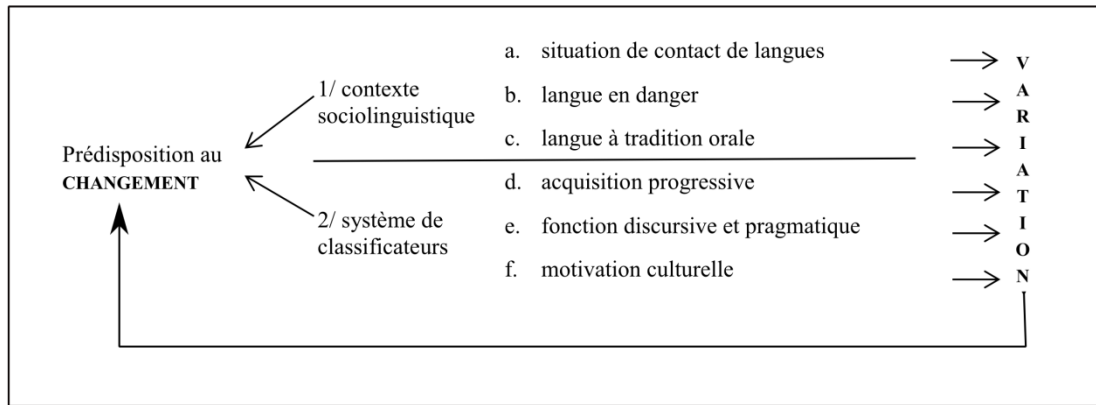 a. situation de contact de langues
1/ contexte
sociolinguistique
b. langue en danger
c. langue à tradition orale
Prédisposition au
CHANGEMENT
d. acquisition progressive
2/ système de
classificateurs
e. fonction discursive et pragmatique
f. motivation culturelle
VARIATION